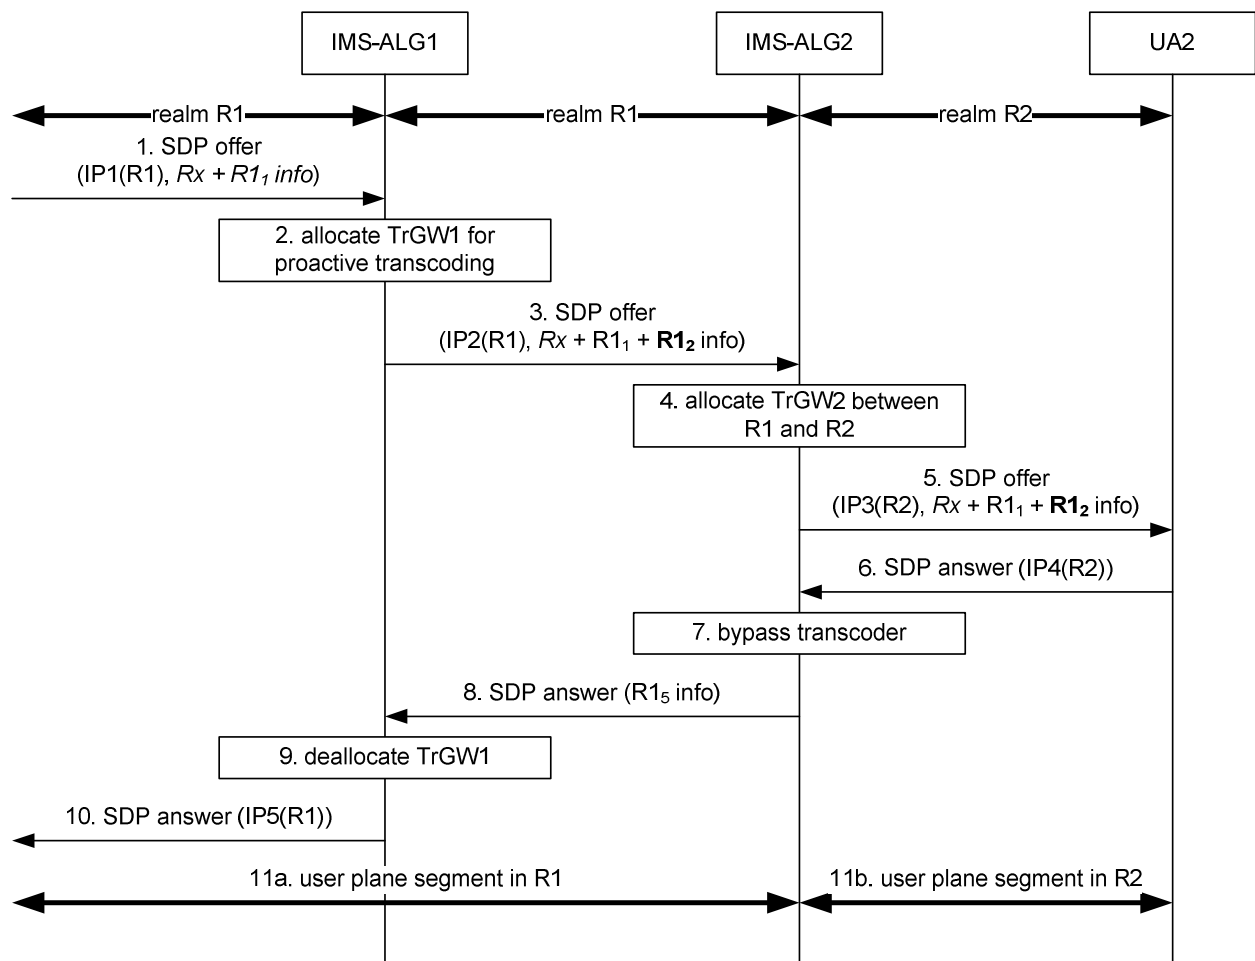 IMS-ALG1
IMS-ALG2
UA2
realm R1
realm R1
realm R2
1. SDP offer
(IP1(R1), Rx + R1₁ info)
2. allocate TrGW1 for
proactive transcoding
3. SDP offer
(IP2(R1), Rx + R1₁ + R1₂ info)
4. allocate TrGW2 between
R1 and R2
5. SDP offer
(IP3(R2), Rx + R1₁ + R1₂ info)
6. SDP answer (IP4(R2))
7. bypass transcoder
8. SDP answer (R1₅ info)
9. deallocate TrGW1
10. SDP answer (IP5(R1))
11a. user plane segment in R1
11b. user plane segment in R2